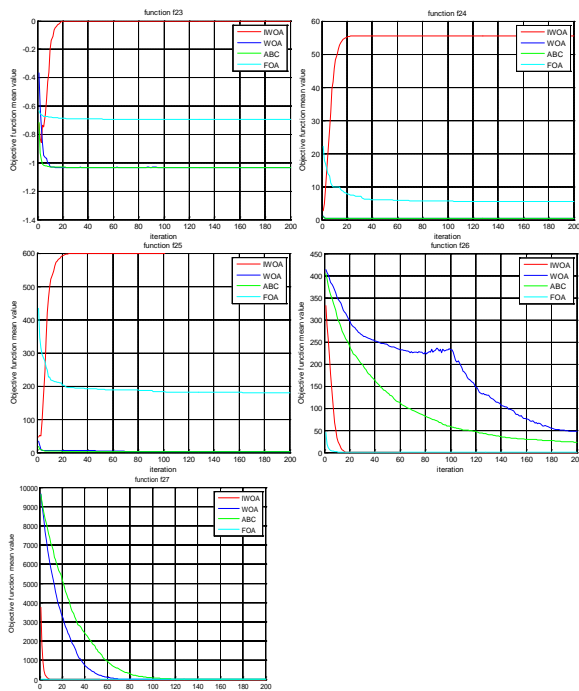 function f23
Objective function mean value
0
-0.2
-0.4
-0.6
-0.8
-1
-1.2
-1.4
0 20 40 60 80 100 120 140 160 180 200
iteration
IWOA
WOA
ABC
FOA
function f24
Objective function mean value
60
50
40
30
20
10
0
0 20 40 60 80 100 120 140 160 180 200
iteration
IWOA
WOA
ABC
FOA
function f25
Objective function mean value
600
500
400
300
200
100
0
0 20 40 60 80 100 120 140 160 180 200
iteration
IWOA
WOA
ABC
FOA
function f26
Objective function mean value
450
400
350
300
250
200
150
100
50
0
0 20 40 60 80 100 120 140 160 180 200
iteration
IWOA
WOA
ABC
FOA
function f27
Objective function mean value
10000
9000
8000
7000
6000
5000
4000
3000
2000
1000
0
0 20 40 60 80 100 120 140 160 180 200
IWOA
WOA
ABC
FOA